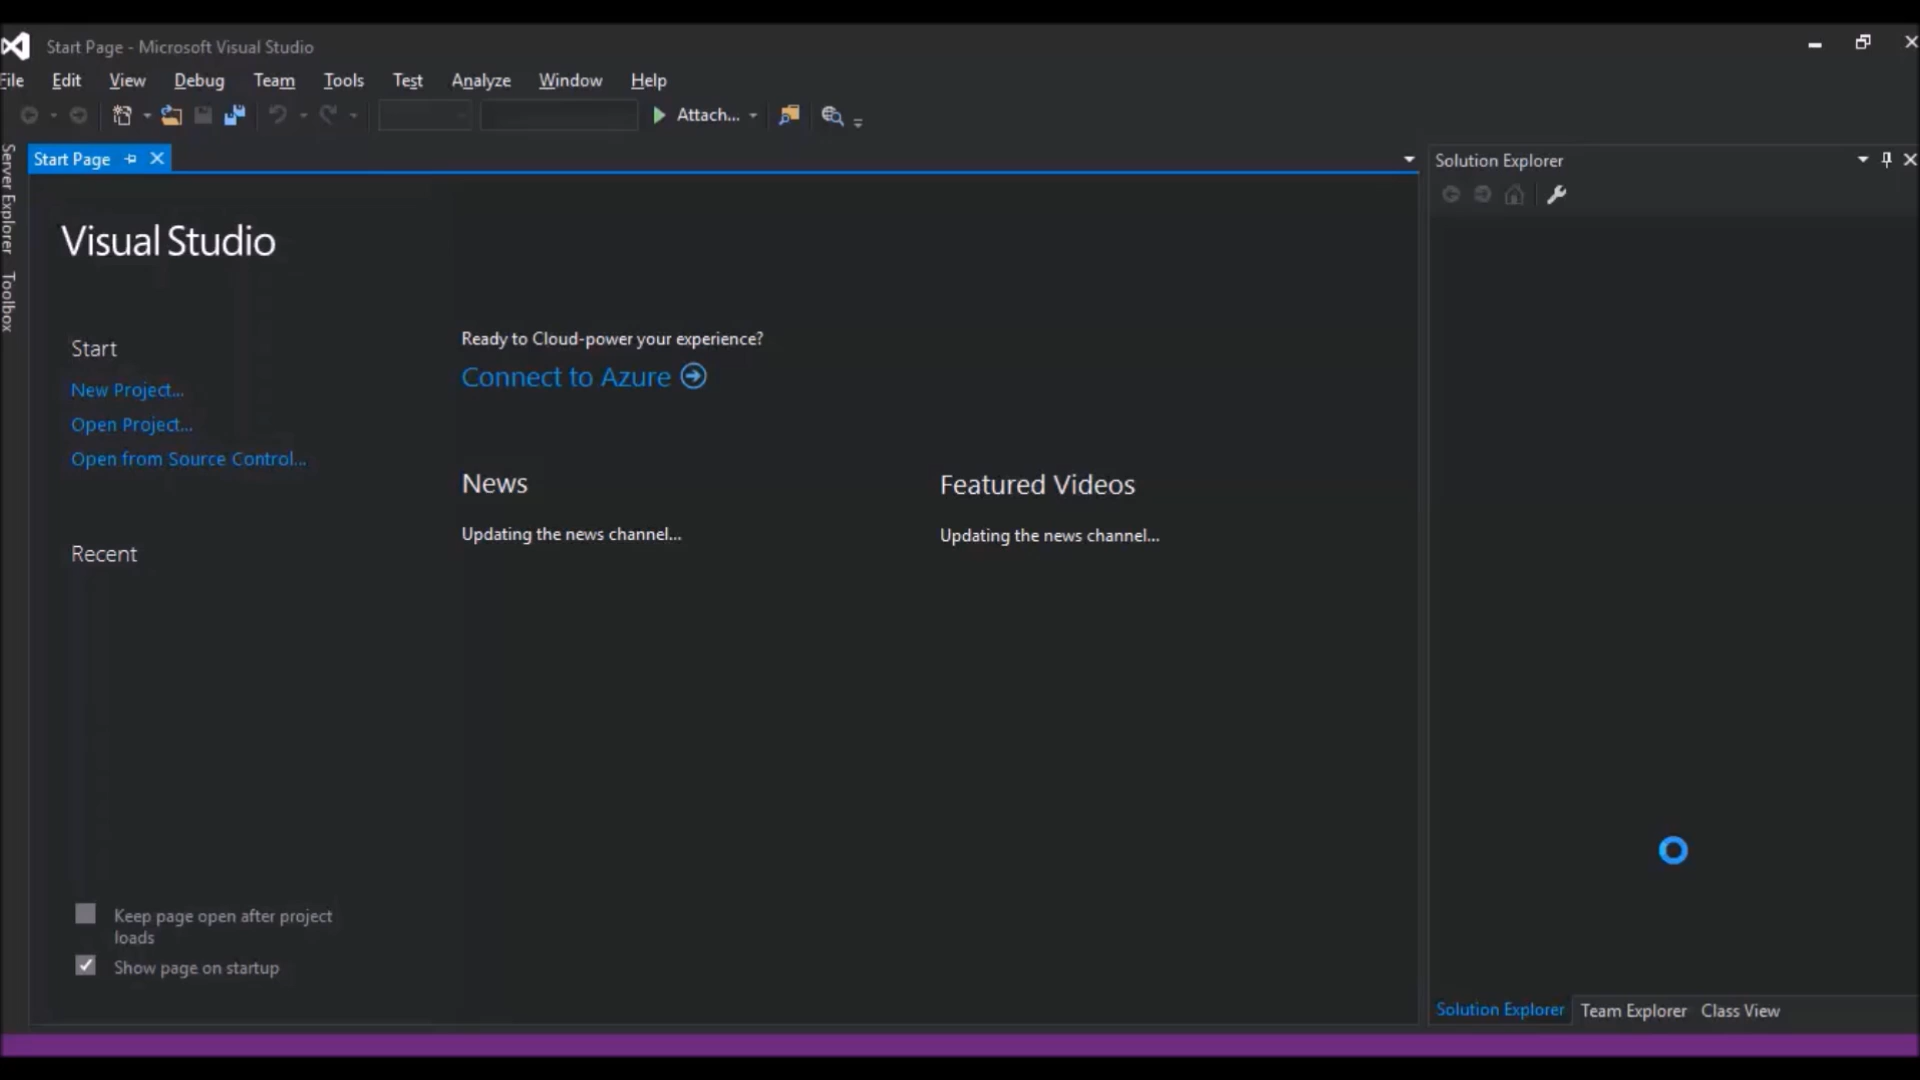 Start Page - Microsoft Visual Studio
File Edit View Debug Team Tools Test Analyze Window Help
Attach...
Server Explorer
Toolbox
Start Page
Solution Explorer
Visual Studio
Start
New Project...
Open Project...
Open from Source Control...
Recent
Keep page open after project
loads
Show page on startup
Ready to Cloud-power your experience?
Connect to Azure
News
Updating the news channel...
Featured Videos
Updating the news channel...
Solution Explorer Team Explorer Class View